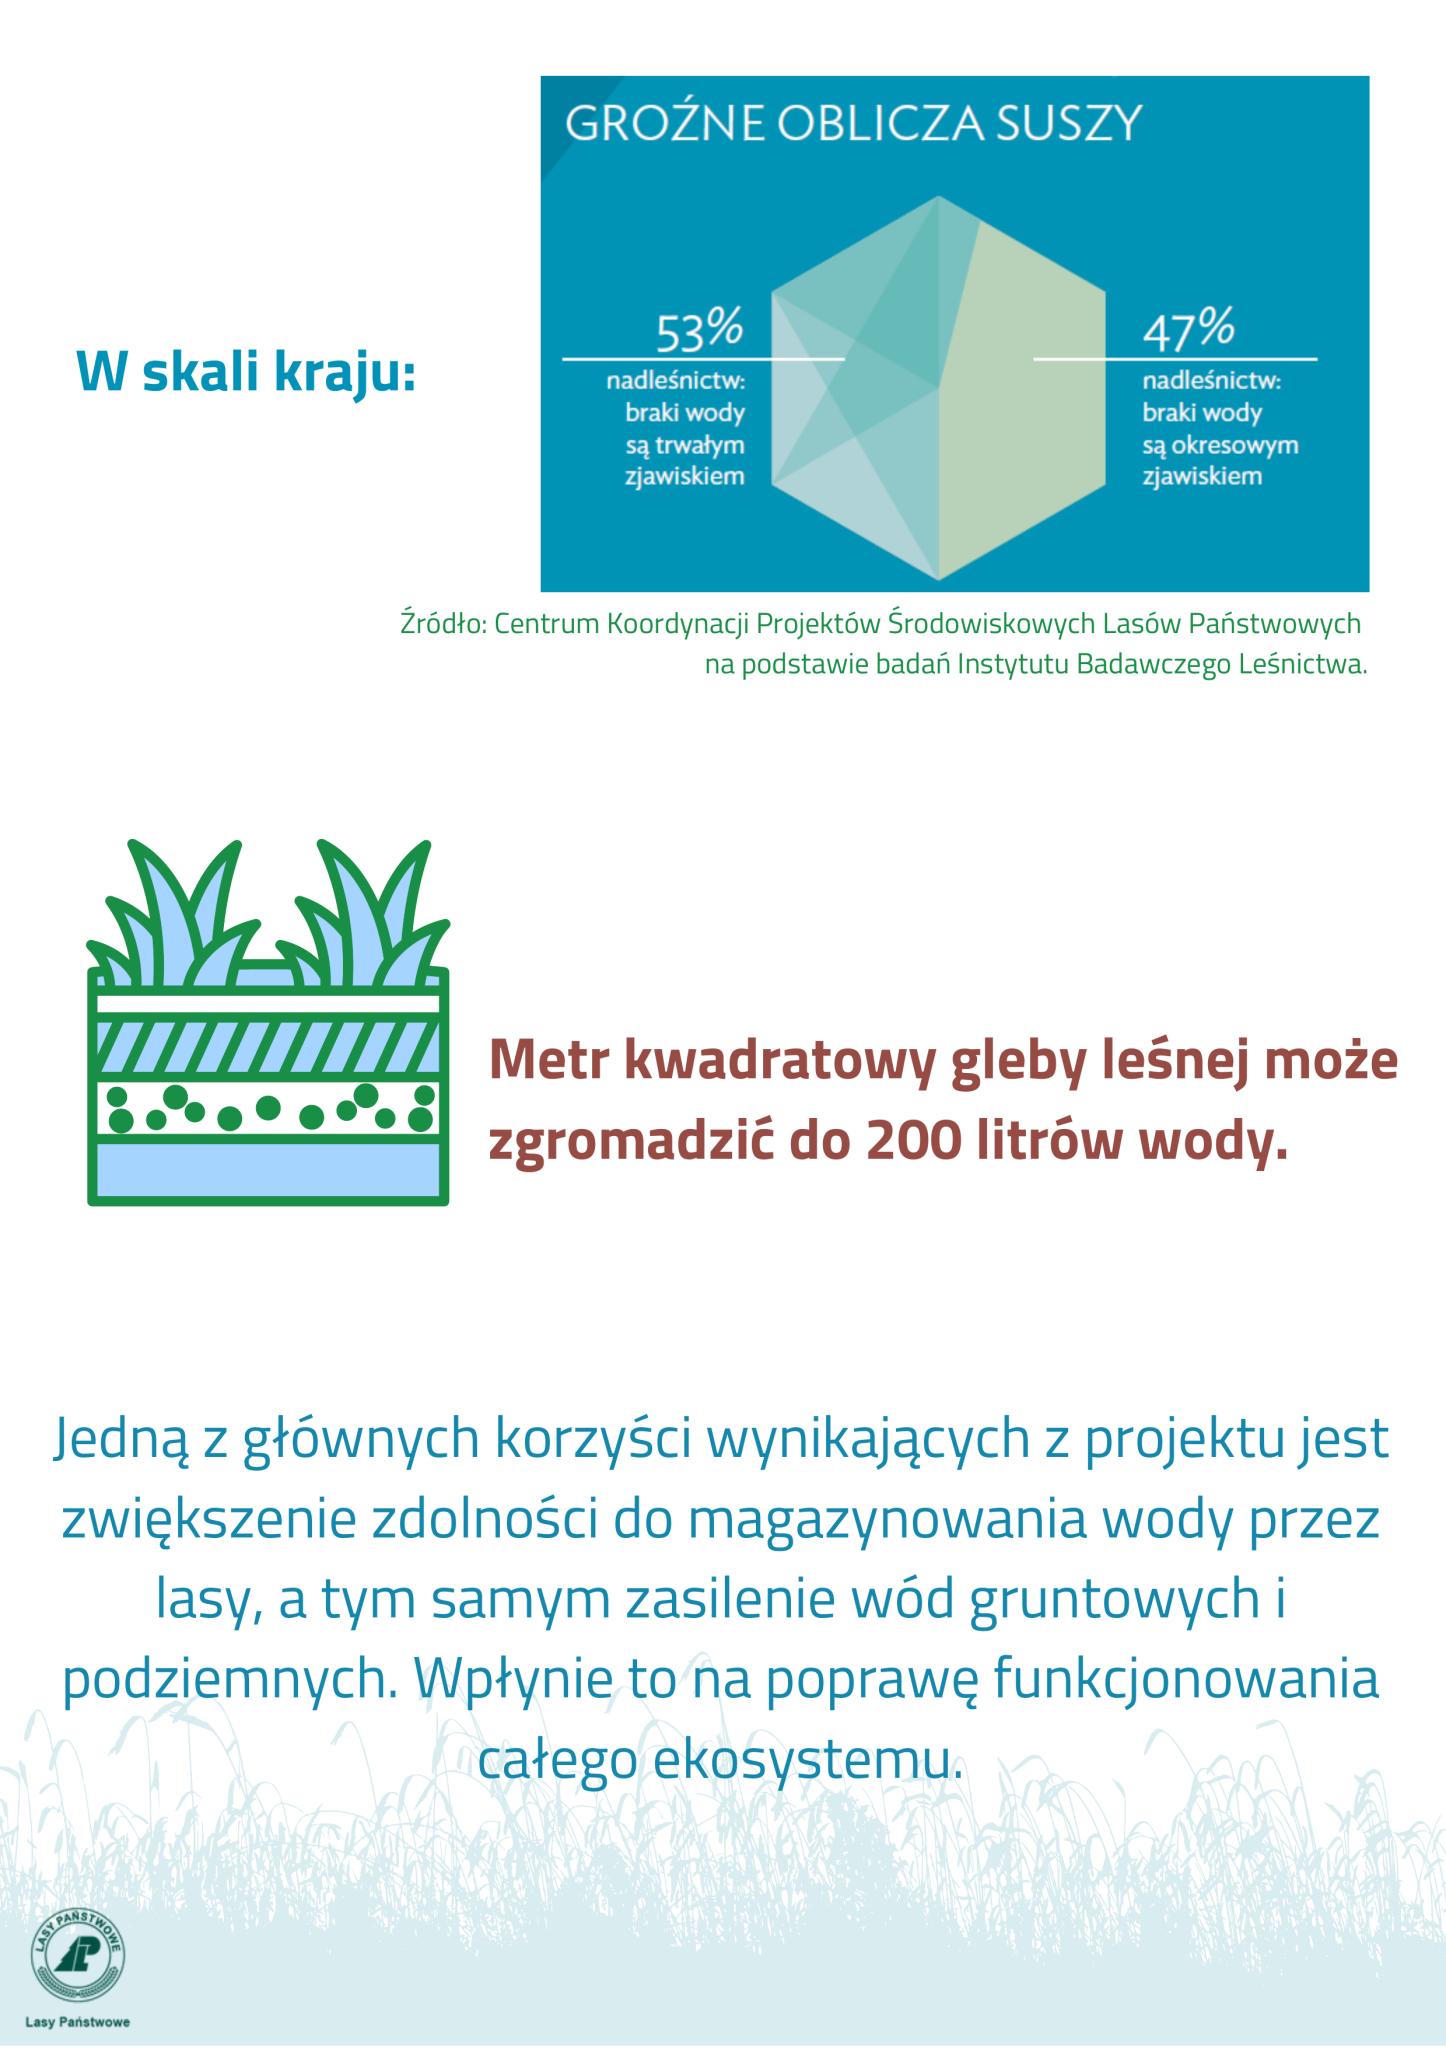 GROŹNE OBLICZA SUSZY
W skali kraju:
53%
nadleśnictw:
braki wody
są trwałym
zjawiskiem
47%
nadleśnictw:
braki wody
są okresowym
zjawiskiem
Źródło: Centrum Koordynacji Projektów Środowiskowych Lasów Państwowych
na podstawie badań Instytutu Badawczego Leśnictwa.
Metr kwadratowy gleby leśnej może
zgromadzić do 200 litrów wody.
Jedną z głównych korzyści wynikających z projektu jest
zwiększenie zdolności do magazynowania wody przez
lasy, a tym samym zasilenie wód gruntowych i
podziemnych. Wpłynie to na poprawę funkcjonowania
całego ekosystemu.
LASY PAŃSTWOWE
LP
Lasy Państwowe